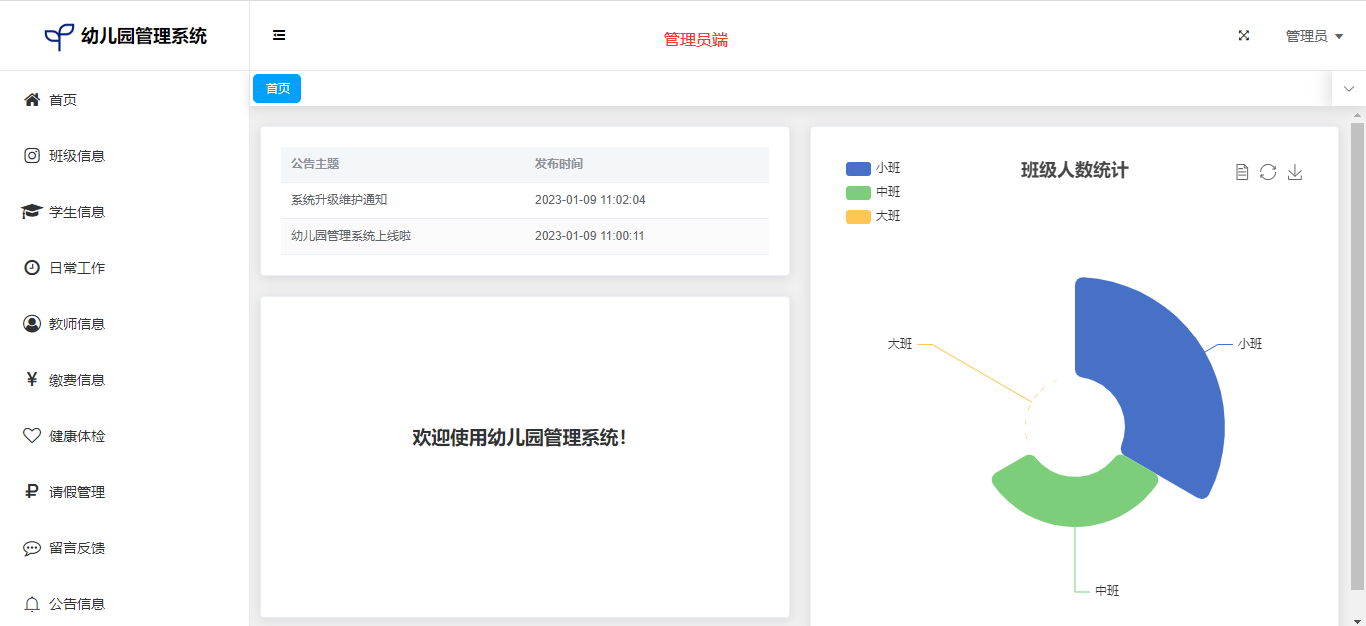 幼儿园管理系统
管理员端
管理员
首页
首页
班级信息
学生信息
日常工作
教师信息
缴费信息
健康体检
请假管理
留言反馈
公告信息
公告主题 发布时间
系统升级维护通知 2023-01-09 11:02:04
幼儿园管理系统上线啦 2023-01-09 11:00:11
欢迎使用幼儿园管理系统!
班级人数统计
小班
中班
大班
大班
小班
中班